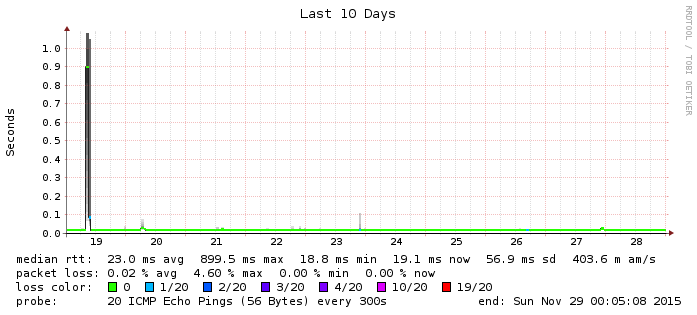 Last 10 Days
RRDTOOL / TOBI OETIKER
Seconds
1.0
0.9
0.8
0.7
0.6
0.5
0.4
0.3
0.2
0.1
0.0
19 20 21 22 23 24 25 26 27 28
median rtt: 23.0 ms avg 899.5 ms max 18.8 ms min 19.1 ms now 56.9 ms sd 403.6 m am/s
packet loss: 0.02 % avg 4.60 % max 0.00 % min 0.00 % now
loss color: 0 1/20 2/20 3/20 4/20 10/20 19/20
probe: 20 ICMP Echo Pings (56 Bytes) every 300s end: Sun Nov 29 00:05:08 2015